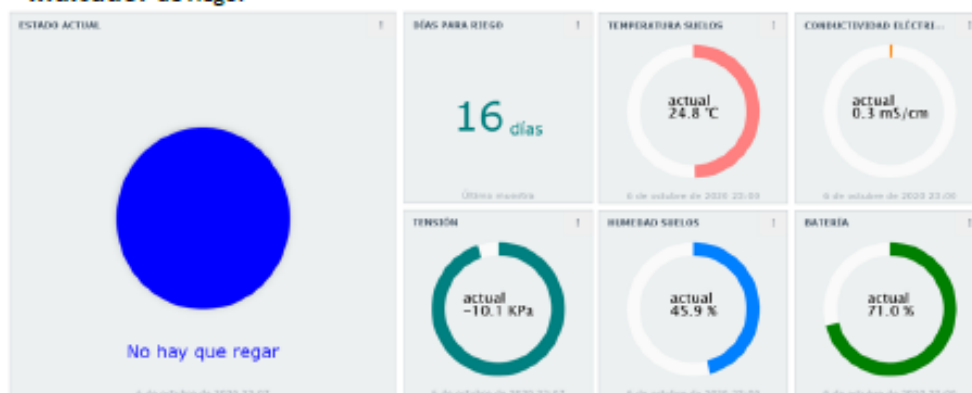 ESTADO ACTUAL
No hay que regar
DÍAS PARA RIEGO
16 días
Última muestra
TEMPERATURA SUELOS
actual
24.8 °C
6 de octubre de 2020 23:00
CONDUCTIVIDAD ELÉCTRI...
actual
0.3 mS/cm
6 de octubre de 2020 23:00
TENSIÓN
actual
-10.1 KPa
HUMEDAD SUELOS
actual
45.9 %
BATERÍA
actual
71.0 %